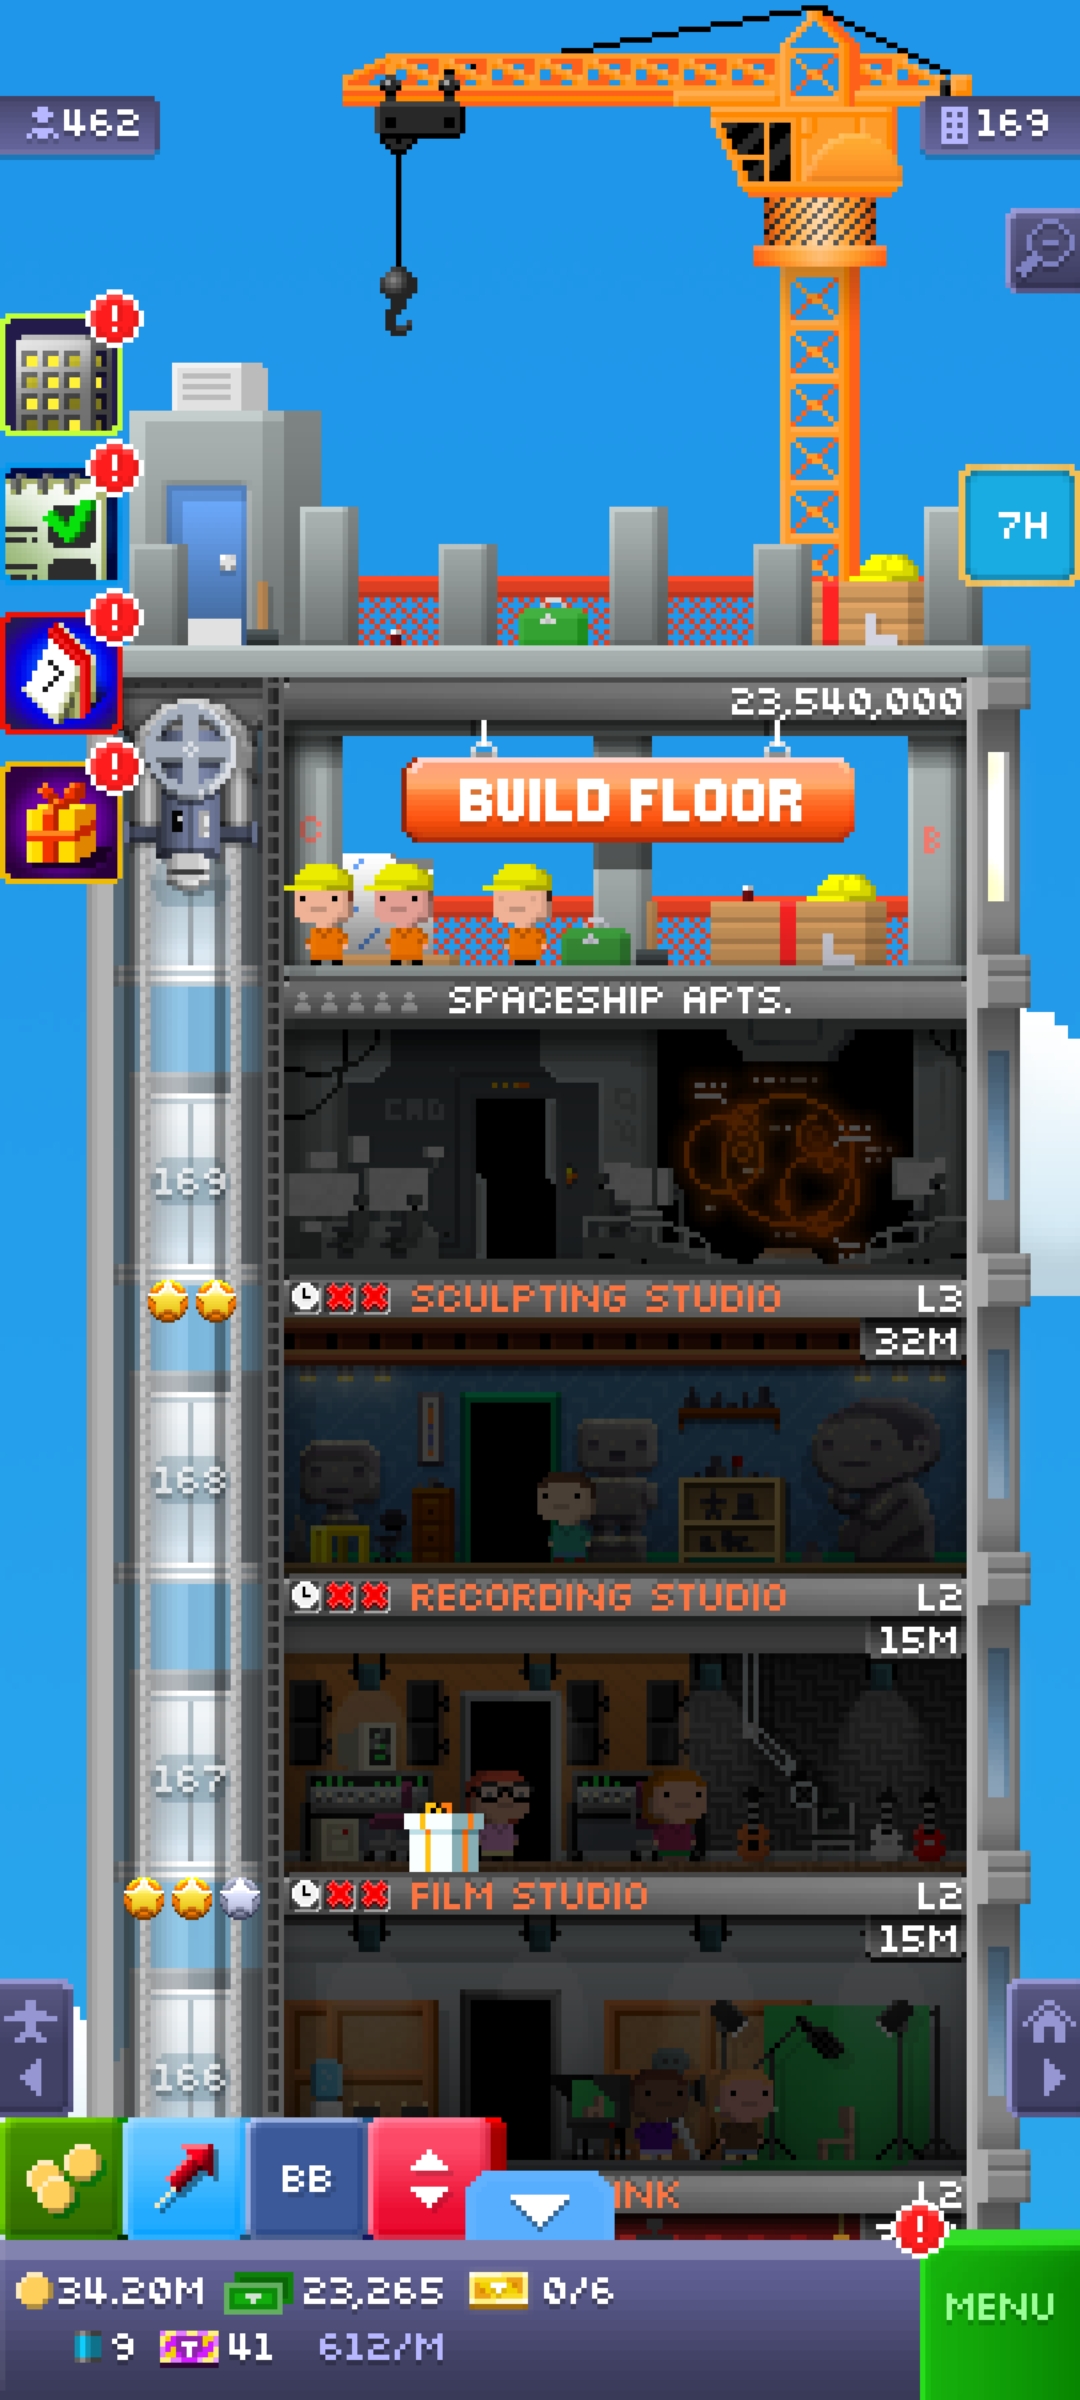 462
169
7H
23,540,000
BUILD FLOOR
C
B
SPACESHIP APTS.
CMD
169
SCULPTING STUDIO L3
32M
168
RECORDING STUDIO L2
15M
167
FILM STUDIO L2
15M
166
BB
INK L2
34.20M 23,265 0/6
9 41 612/M
MENU